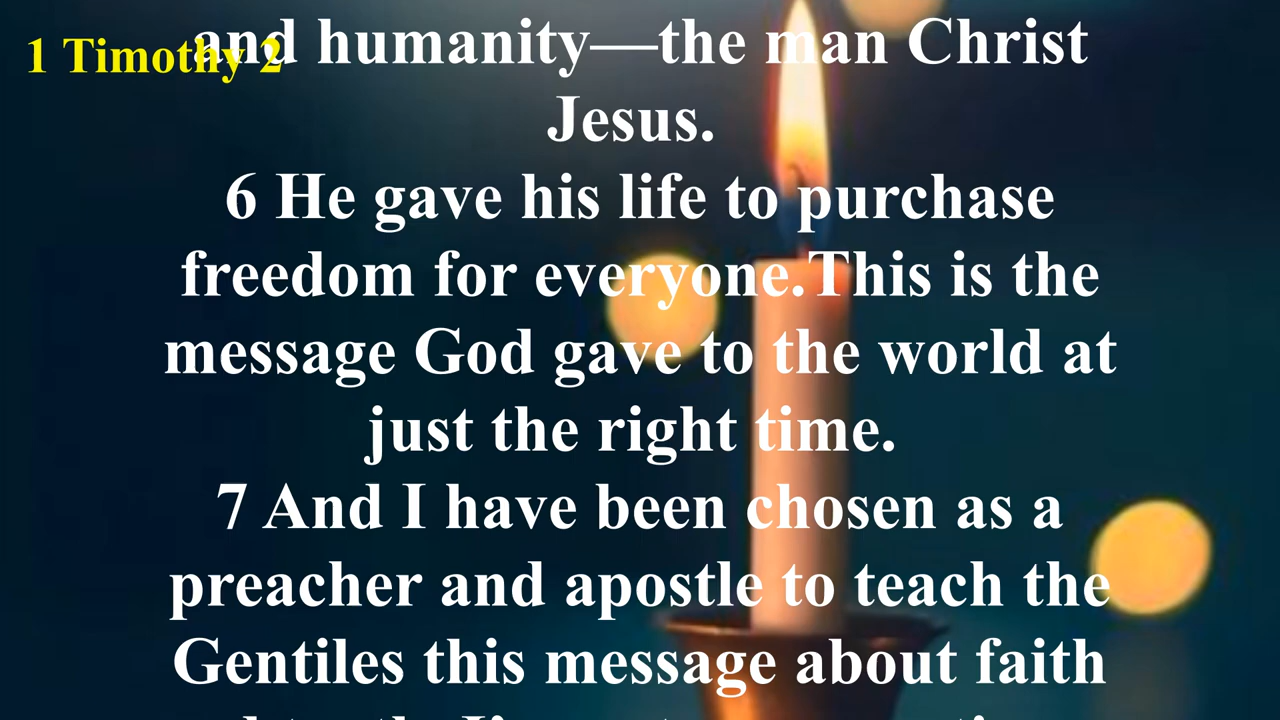 1 Timothy 2
and humanity—the man Christ
Jesus.
6 He gave his life to purchase
freedom for everyone.This is the
message God gave to the world at
just the right time.
7 And I have been chosen as a
preacher and apostle to teach the
Gentiles this message about faith